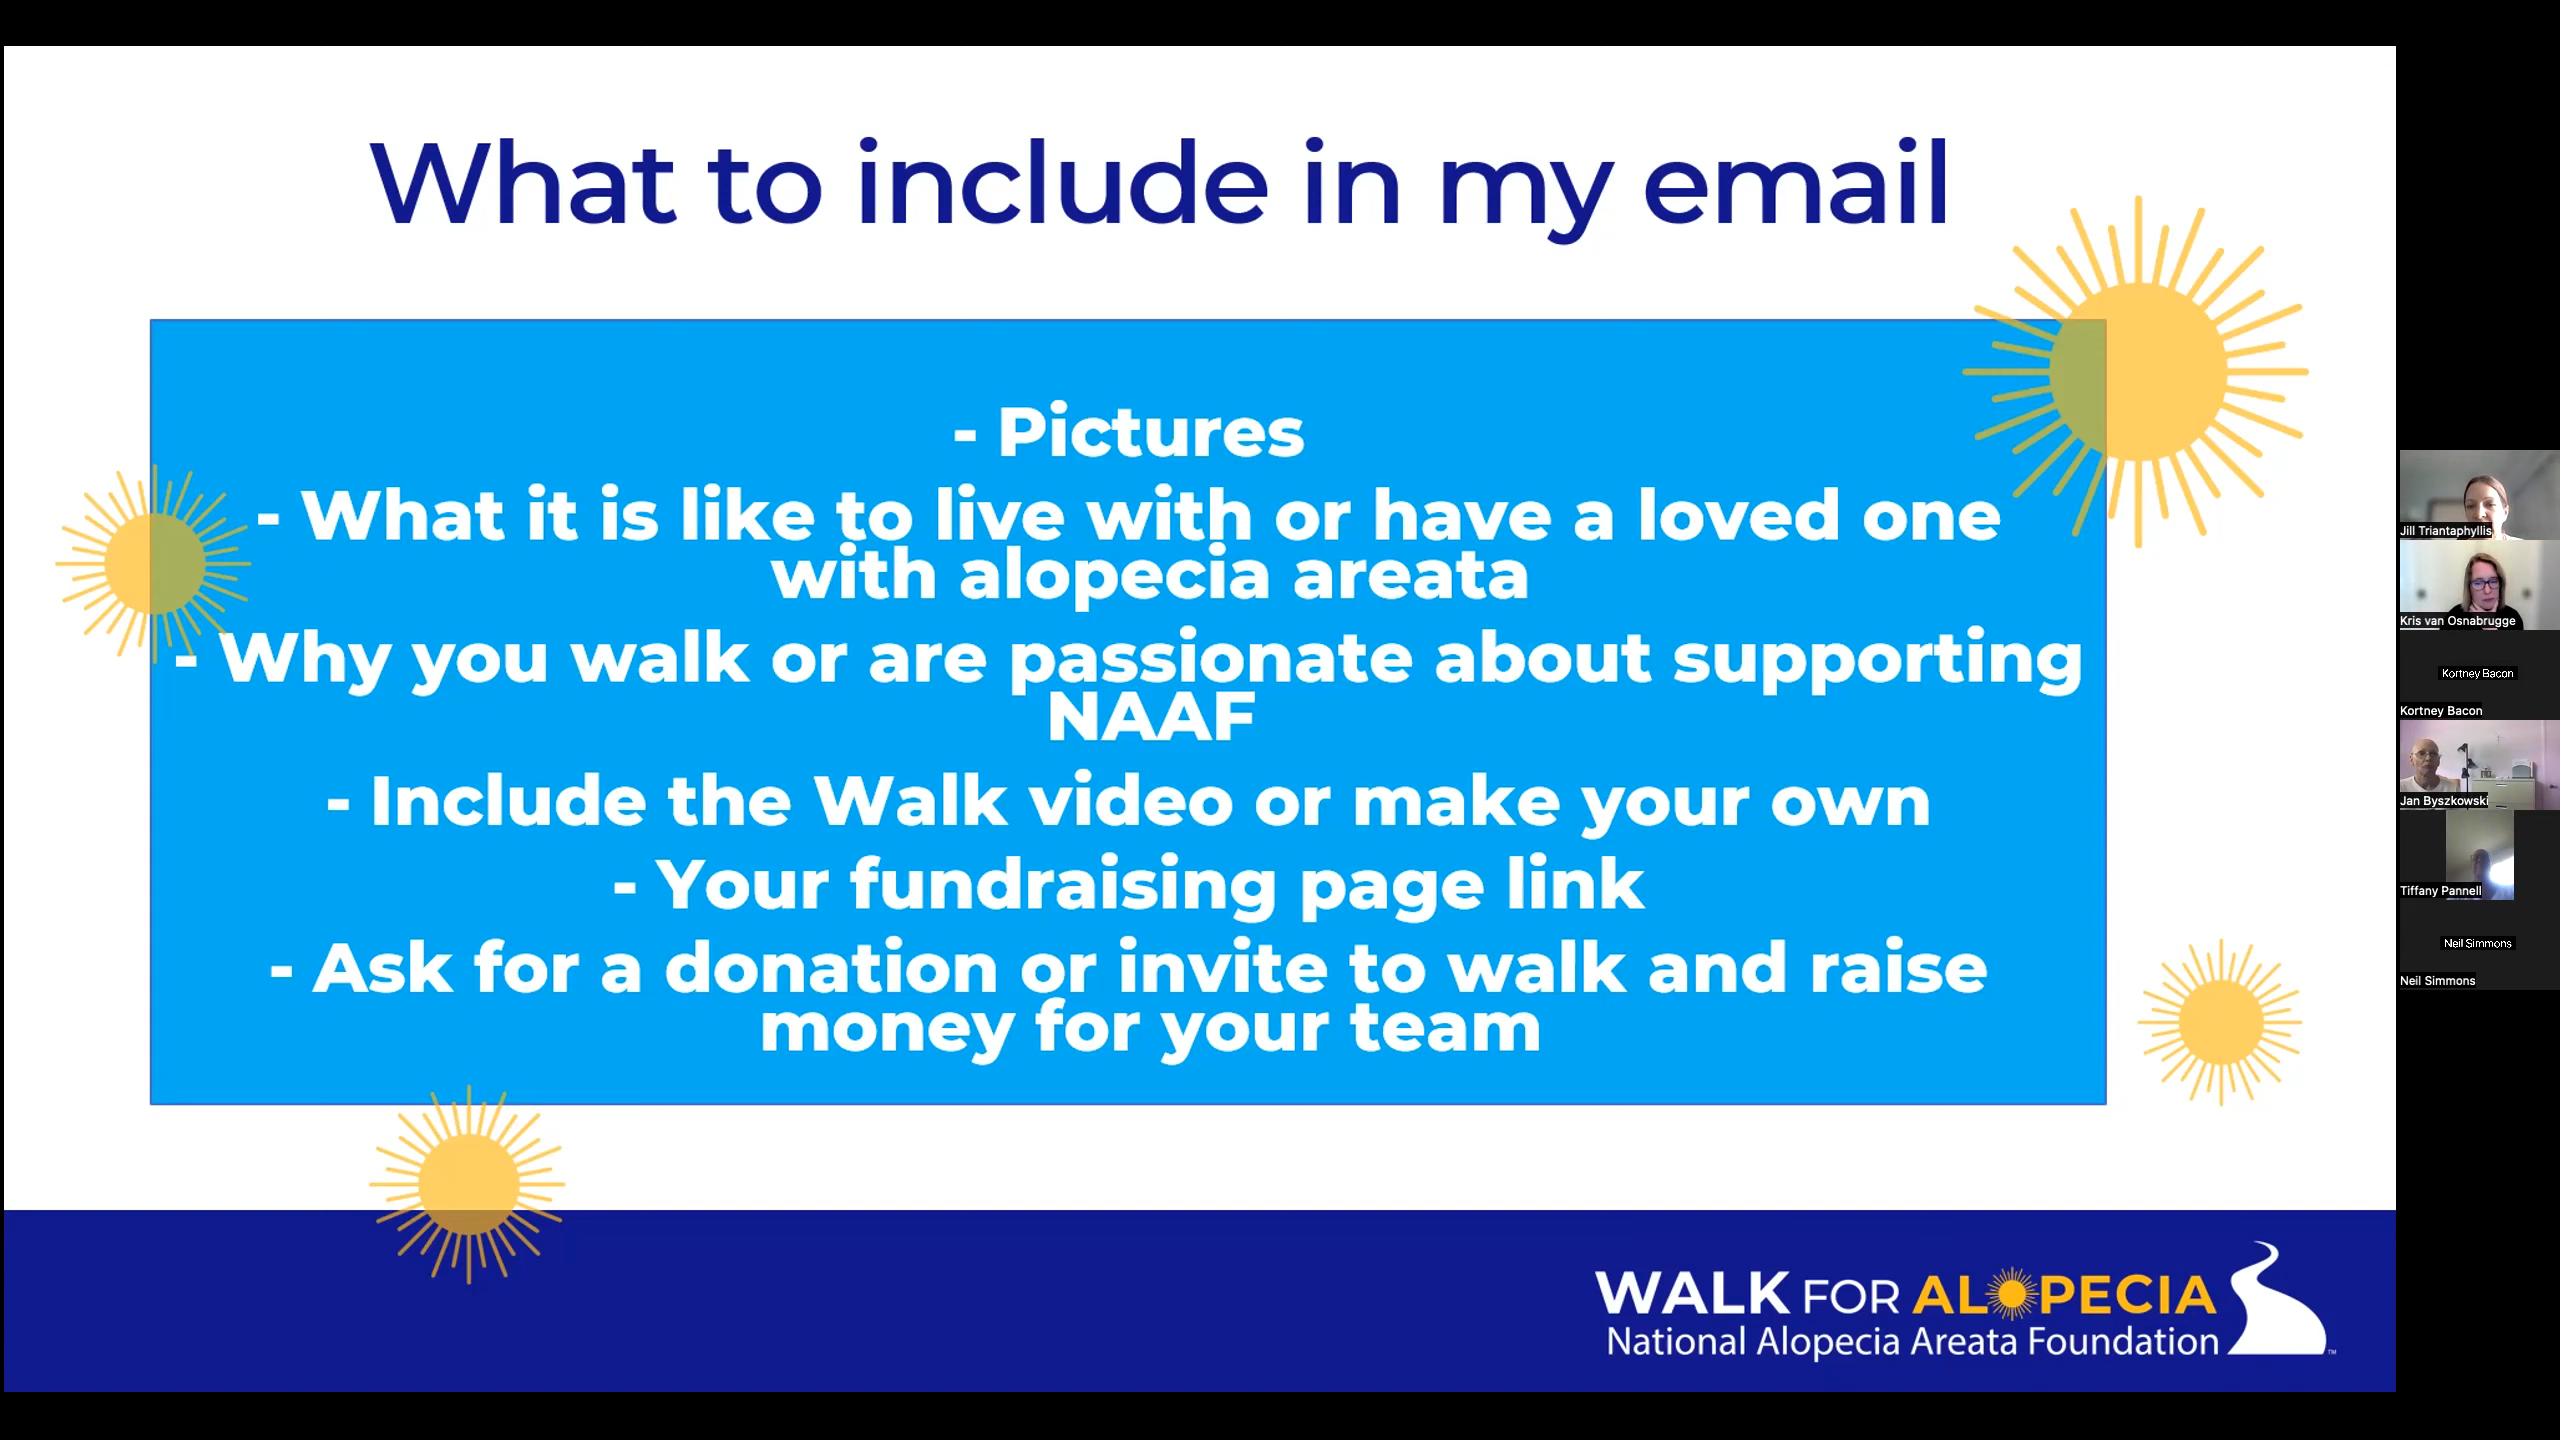 What to include in my email
- Pictures
- What it is like to live with or have a loved one
with alopecia areata
- Why you walk or are passionate about supporting
NAAF
- Include the Walk video or make your own
- Your fundraising page link
- Ask for a donation or invite to walk and raise
money for your team
WALK FOR ALOPECIA
National Alopecia Areata Foundation
TM
Jill Triantaphyllis
Kris van Osnabrugge
Kortney Bacon
Kortney Bacon
Jan Byszkowski
Tiffany Pannell
Neil Simmons
Neil Simmons